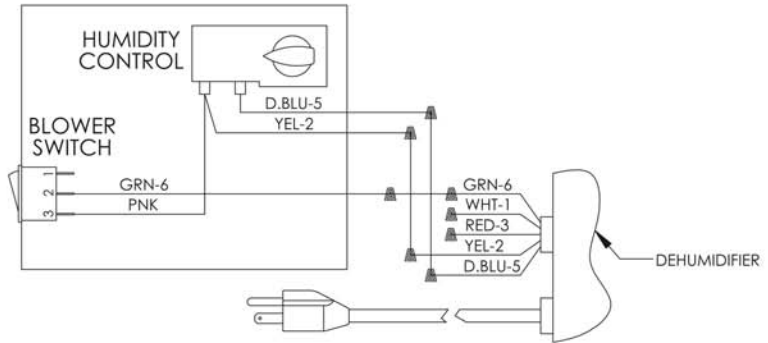 HUMIDITY
CONTROL
D.BLU-5
YEL-2
BLOWER
SWITCH
1
2
3
GRN-6
PNK
GRN-6
WHT-1
RED-3
YEL-2
D.BLU-5
DEHUMIDIFIER